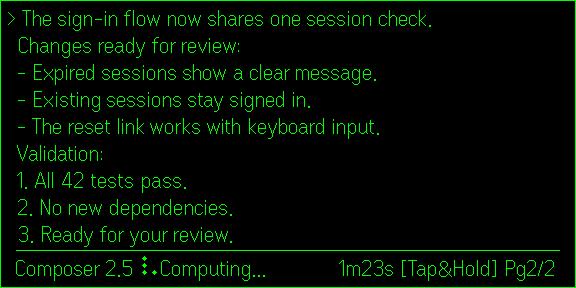 > The sign-in flow now shares one session check.
Changes ready for review:
- Expired sessions show a clear message.
- Existing sessions stay signed in.
- The reset link works with keyboard input.
Validation:
1. All 42 tests pass.
2. No new dependencies.
3. Ready for your review.
Composer 2.5 Computing... 1m23s [Tap&Hold] Pg2/2